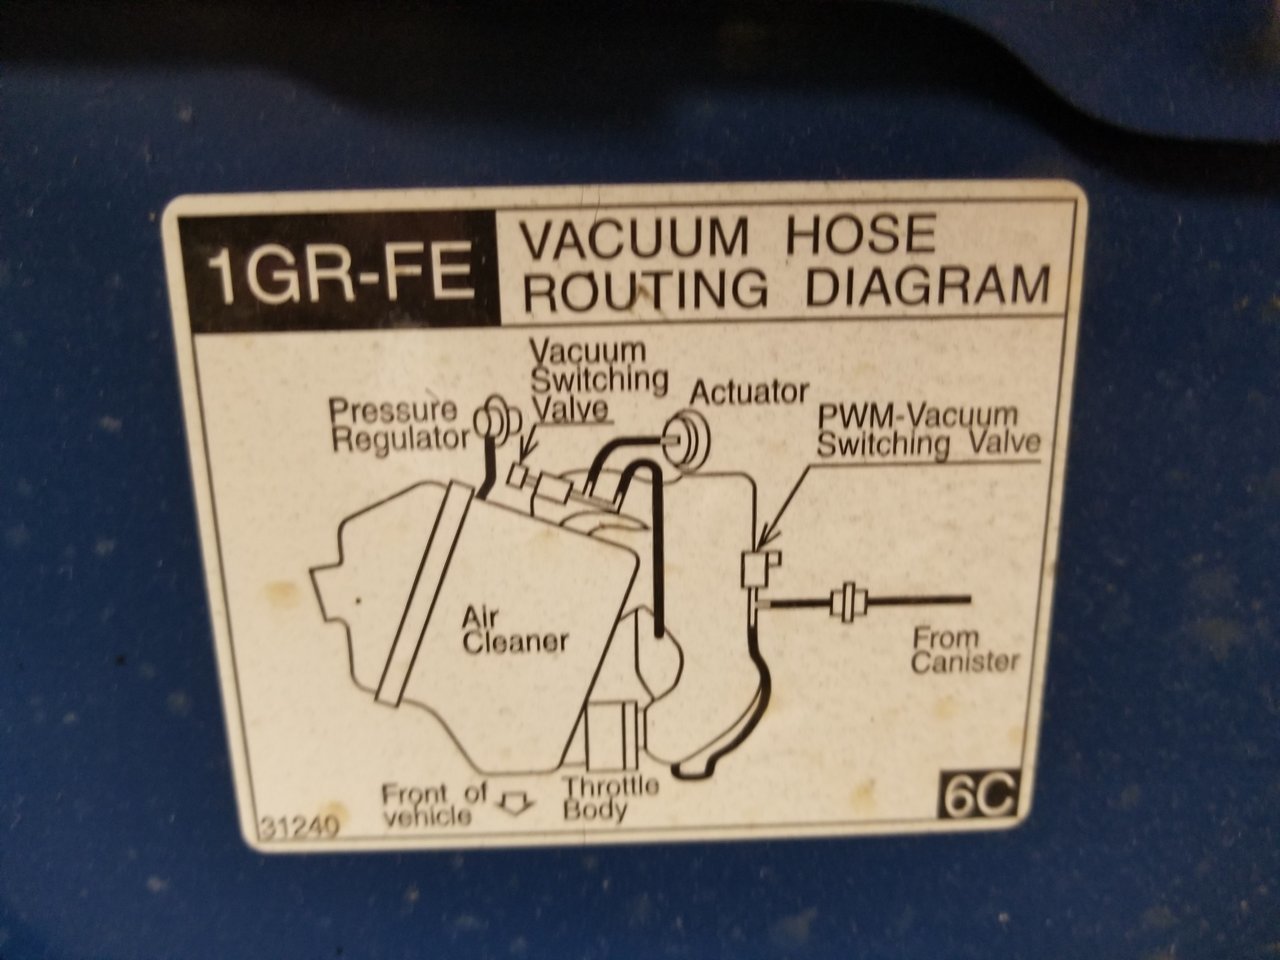 1GR-FE
VACUUM HOSE
ROUTING DIAGRAM
Vacuum
Switching
Valve
Actuator
Pressure
Regulator
PWM-Vacuum
Switching Valve
Air
Cleaner
From
Canister
Front of
vehicle
Throttle
Body
31240
6C